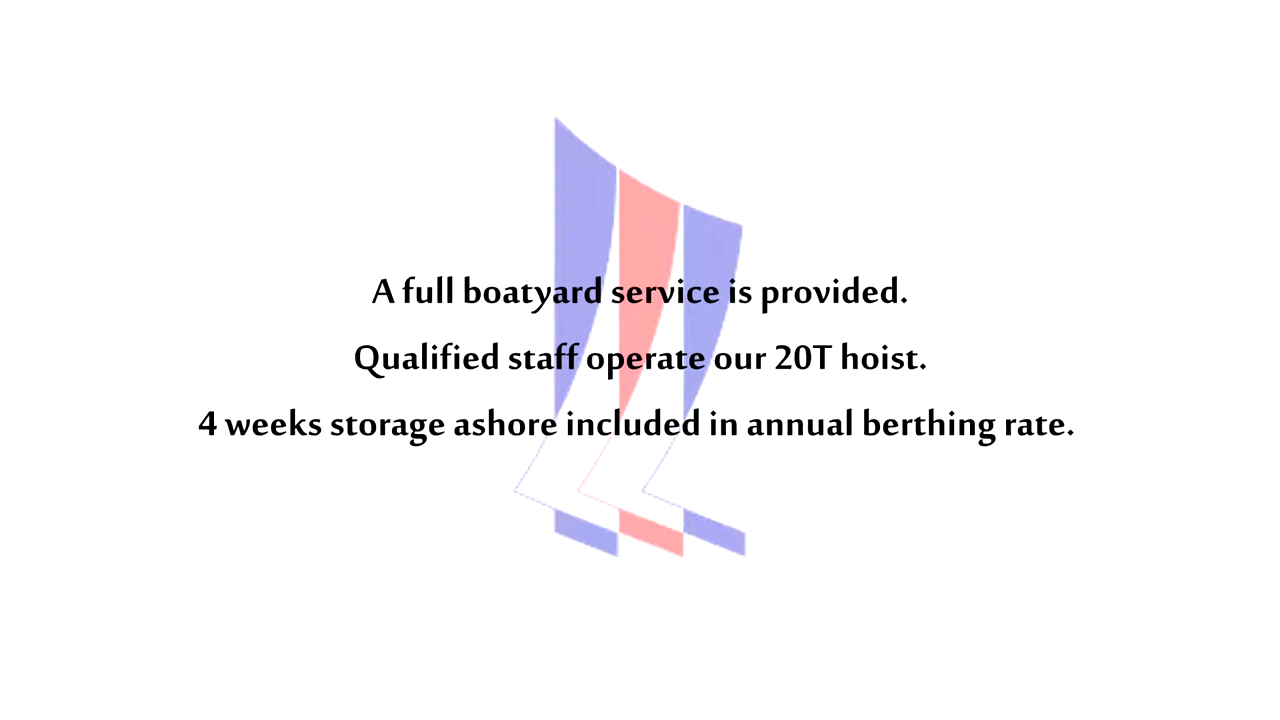 A full boatyard service is provided.
Qualified staff operate our 20T hoist.
4 weeks storage ashore included in annual berthing rate.